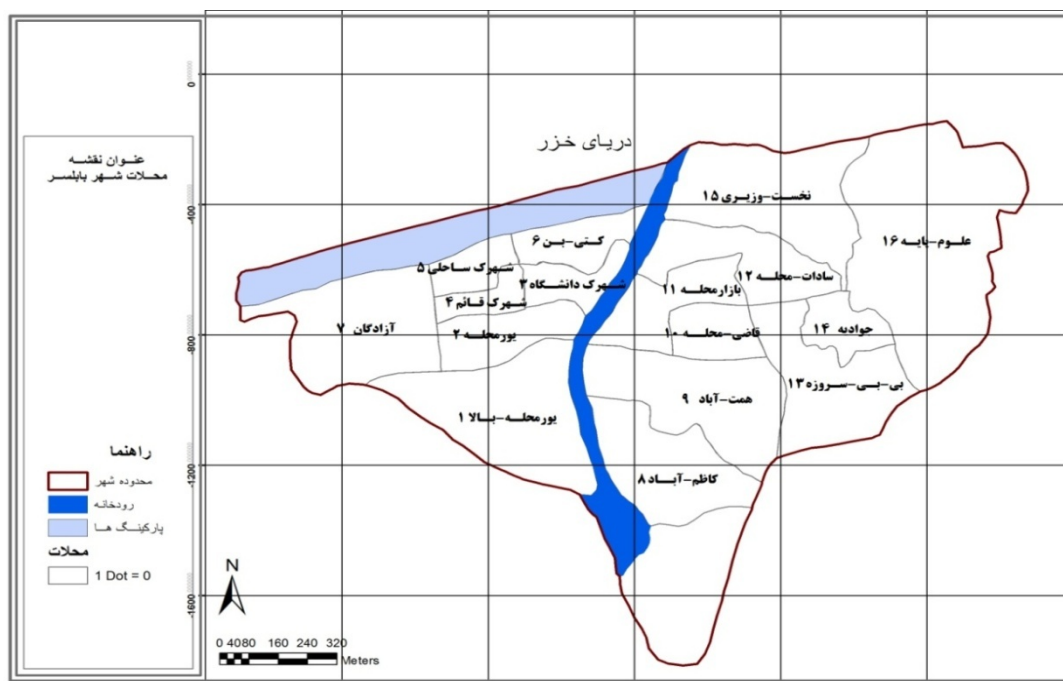 عنوان نقشه
محلات شهر بابلسر
دریای خزر
نخست-وزیری ۱۵
علوم-پایه ۱۶
کتی-بن ۶
شهرک ساحلی ۵
شهرک دانشگاه ۳
سادات-محله ۱۲
بازارمحله ۱۱
شهرک قائم ۴
آزادگان ۷
یورمحله ۲
قاضی-محله ۱۰
جوادیه ۱۴
بی-بی-سروزه ۱۳
همت-آباد ۹
یورمحله-بالا ۱
کاظم-آباد ۸
راهنما
محدوده شهر
رودخانه
پارکینگ ها
محلات
1 Dot = 0
0
-400
-800
-1200
-1600
N
0 40 80 160 240 320
Meters